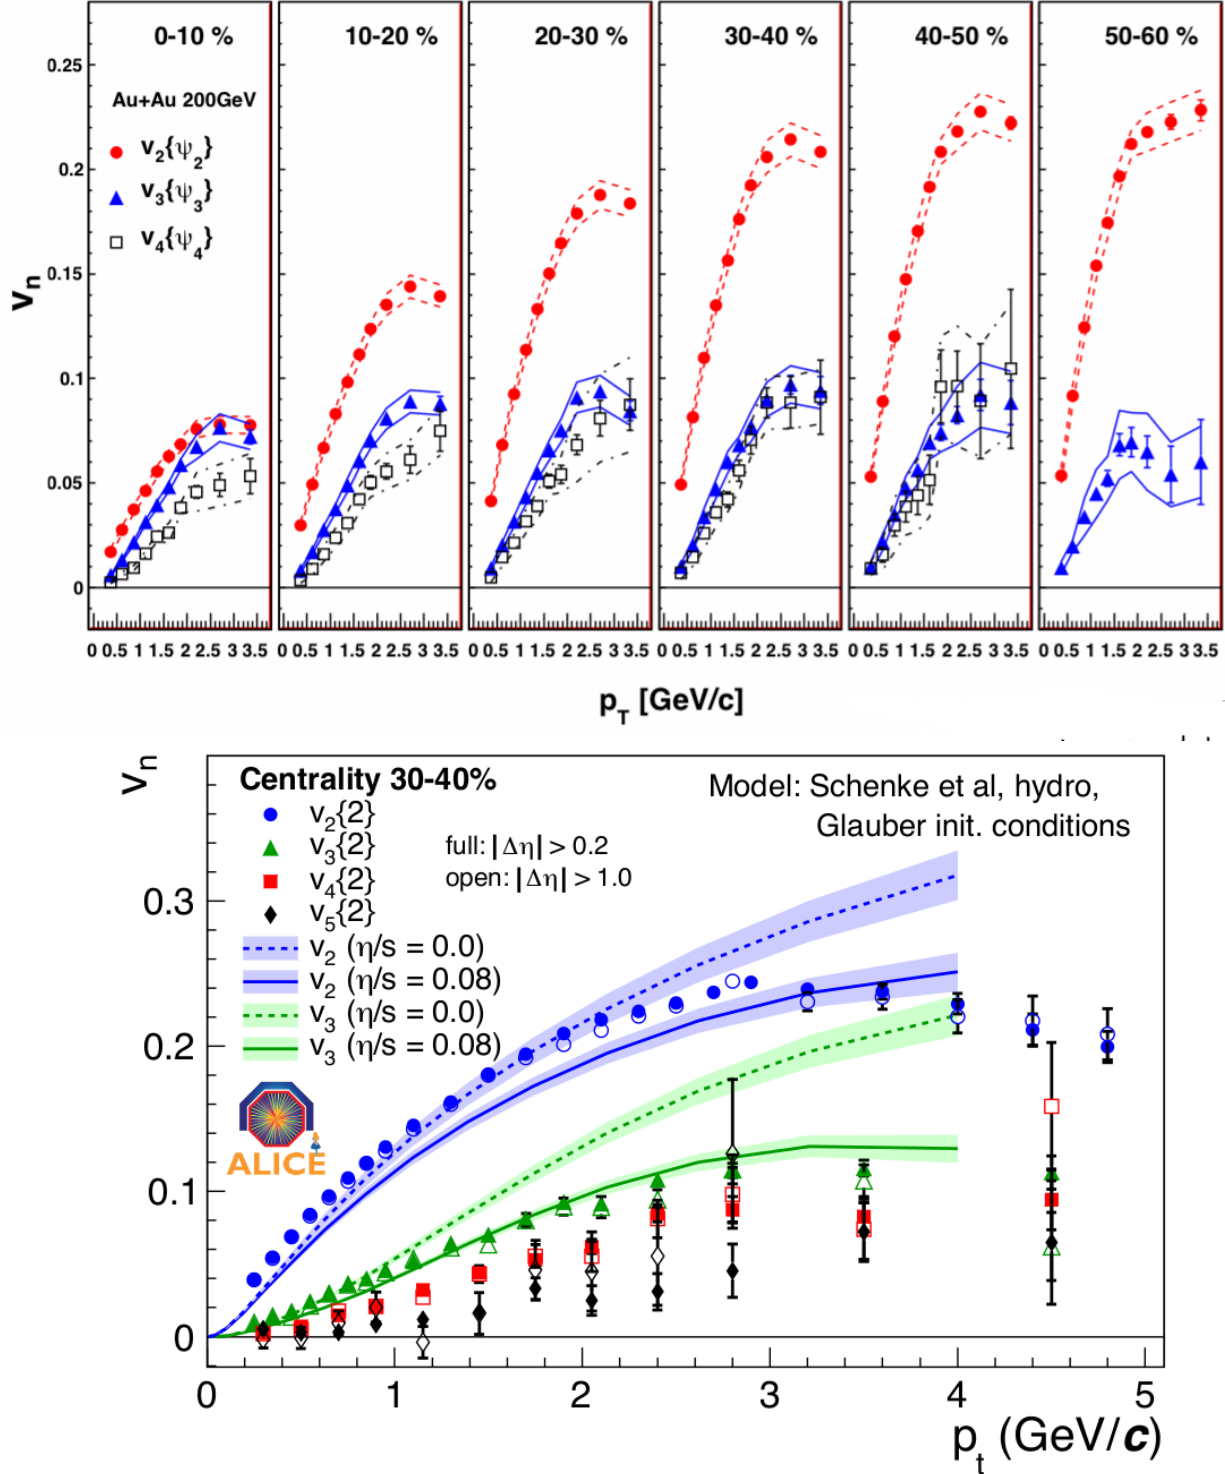 0-10 % 10-20 % 20-30 % 30-40 % 40-50 % 50-60 %
0.25
Au+Au 200GeV
v2{ψ2}
0.2
v3{ψ3}
v4{ψ4}
0.15
vn
0.1
0.05
0
0 0.5 1 1.5 2 2.5 3 3.5 0 0.5 1 1.5 2 2.5 3 3.5 0 0.5 1 1.5 2 2.5 3 3.5 0 0.5 1 1.5 2 2.5 3 3.5 0 0.5 1 1.5 2 2.5 3 3.5 0 0.5 1 1.5 2 2.5 3 3.5
pT [GeV/c]
vn
Centrality 30-40%
Model: Schenke et al, hydro,
Glauber init. conditions
v2{2}
v3{2}
full: |Δη| > 0.2
v4{2}
open: |Δη| > 1.0
v5{2}
0.3
v2 (η/s = 0.0)
v2 (η/s = 0.08)
v3 (η/s = 0.0)
v3 (η/s = 0.08)
0.2
ALICE
0.1
0
0 1 2 3 4 5
pt (GeV/c)